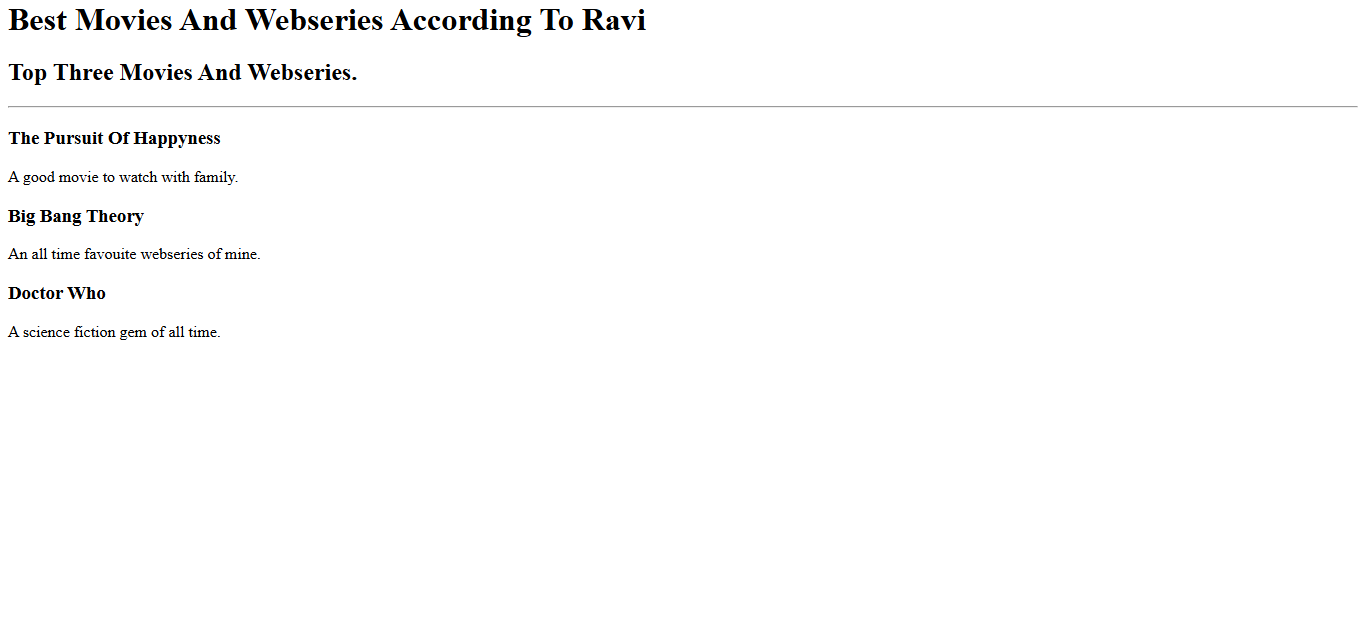 Best Movies And Webseries According To Ravi
Top Three Movies And Webseries.
The Pursuit Of Happyness
A good movie to watch with family.
Big Bang Theory
An all time favouite webseries of mine.
Doctor Who
A science fiction gem of all time.